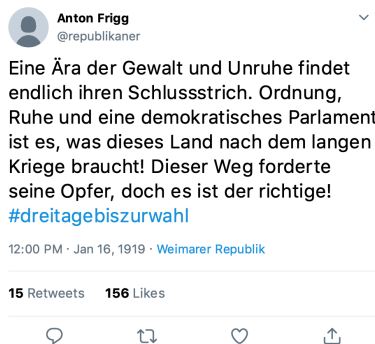 Anton Frigg
@republikaner
Eine Ära der Gewalt und Unruhe findet
endlich ihren Schlussstrich. Ordnung,
Ruhe und eine demokratisches Parlament
ist es, was dieses Land nach dem langen
Kriege braucht! Dieser Weg forderte
seine Opfer, doch es ist der richtige!
#dreitagebiszurwahl
12:00 PM · Jan 16, 1919 · Weimarer Republik
15 Retweets 156 Likes